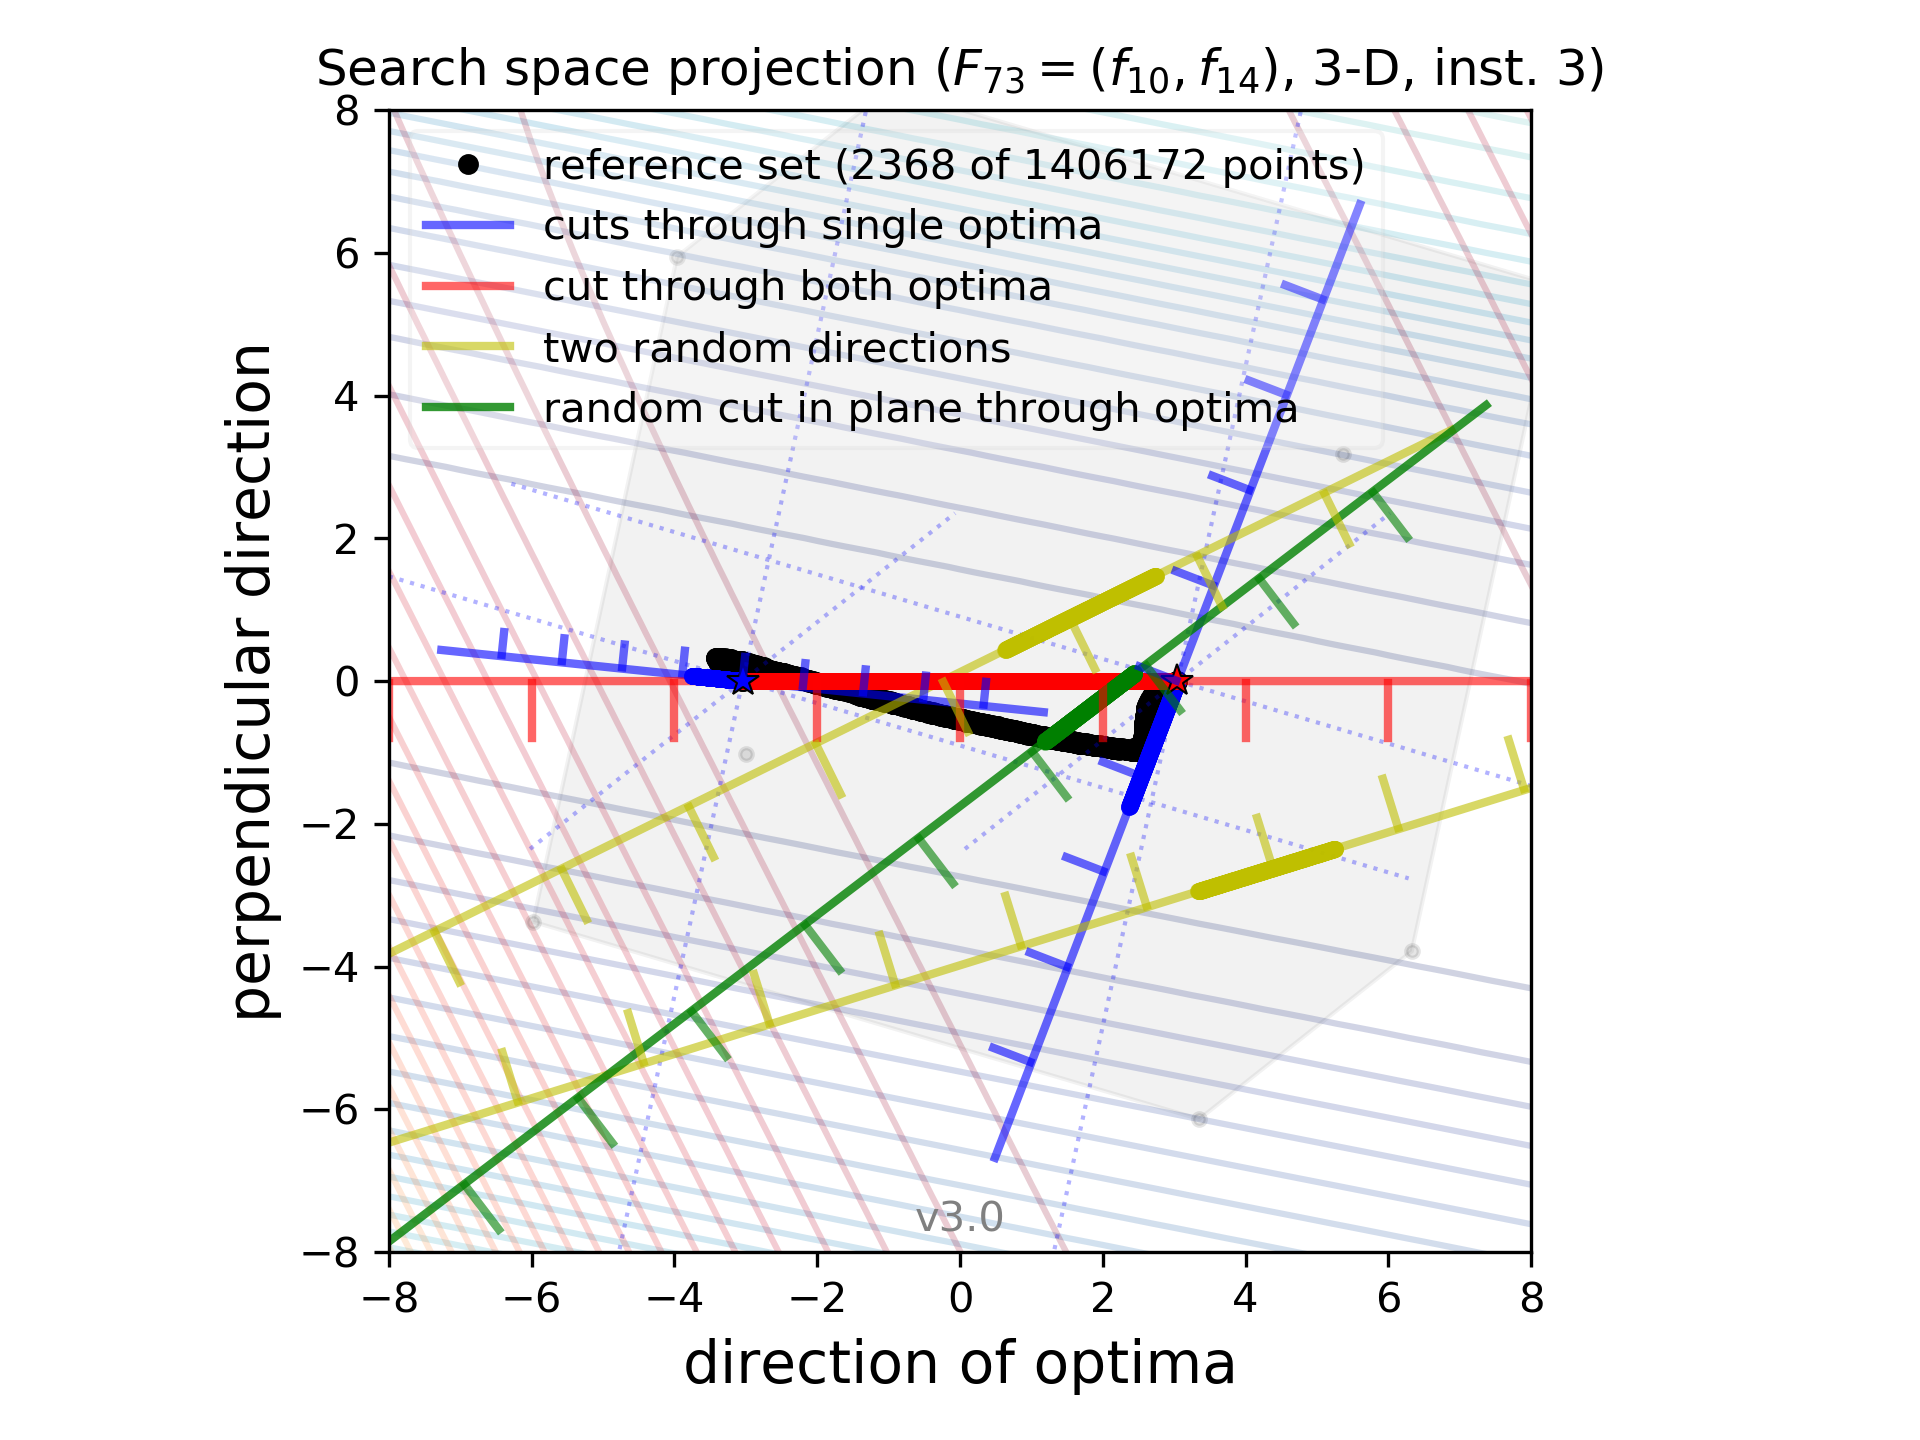 Search space projection (F₇₃ = (f₁₀, f₁₄), 3-D, inst. 3)
reference set (2368 of 1406172 points)
cuts through single optima
cut through both optima
two random directions
random cut in plane through optima
perpendicular direction
8
6
4
2
0
−2
−4
−6
−8
v3.0
−8 −6 −4 −2 0 2 4 6 8
direction of optima